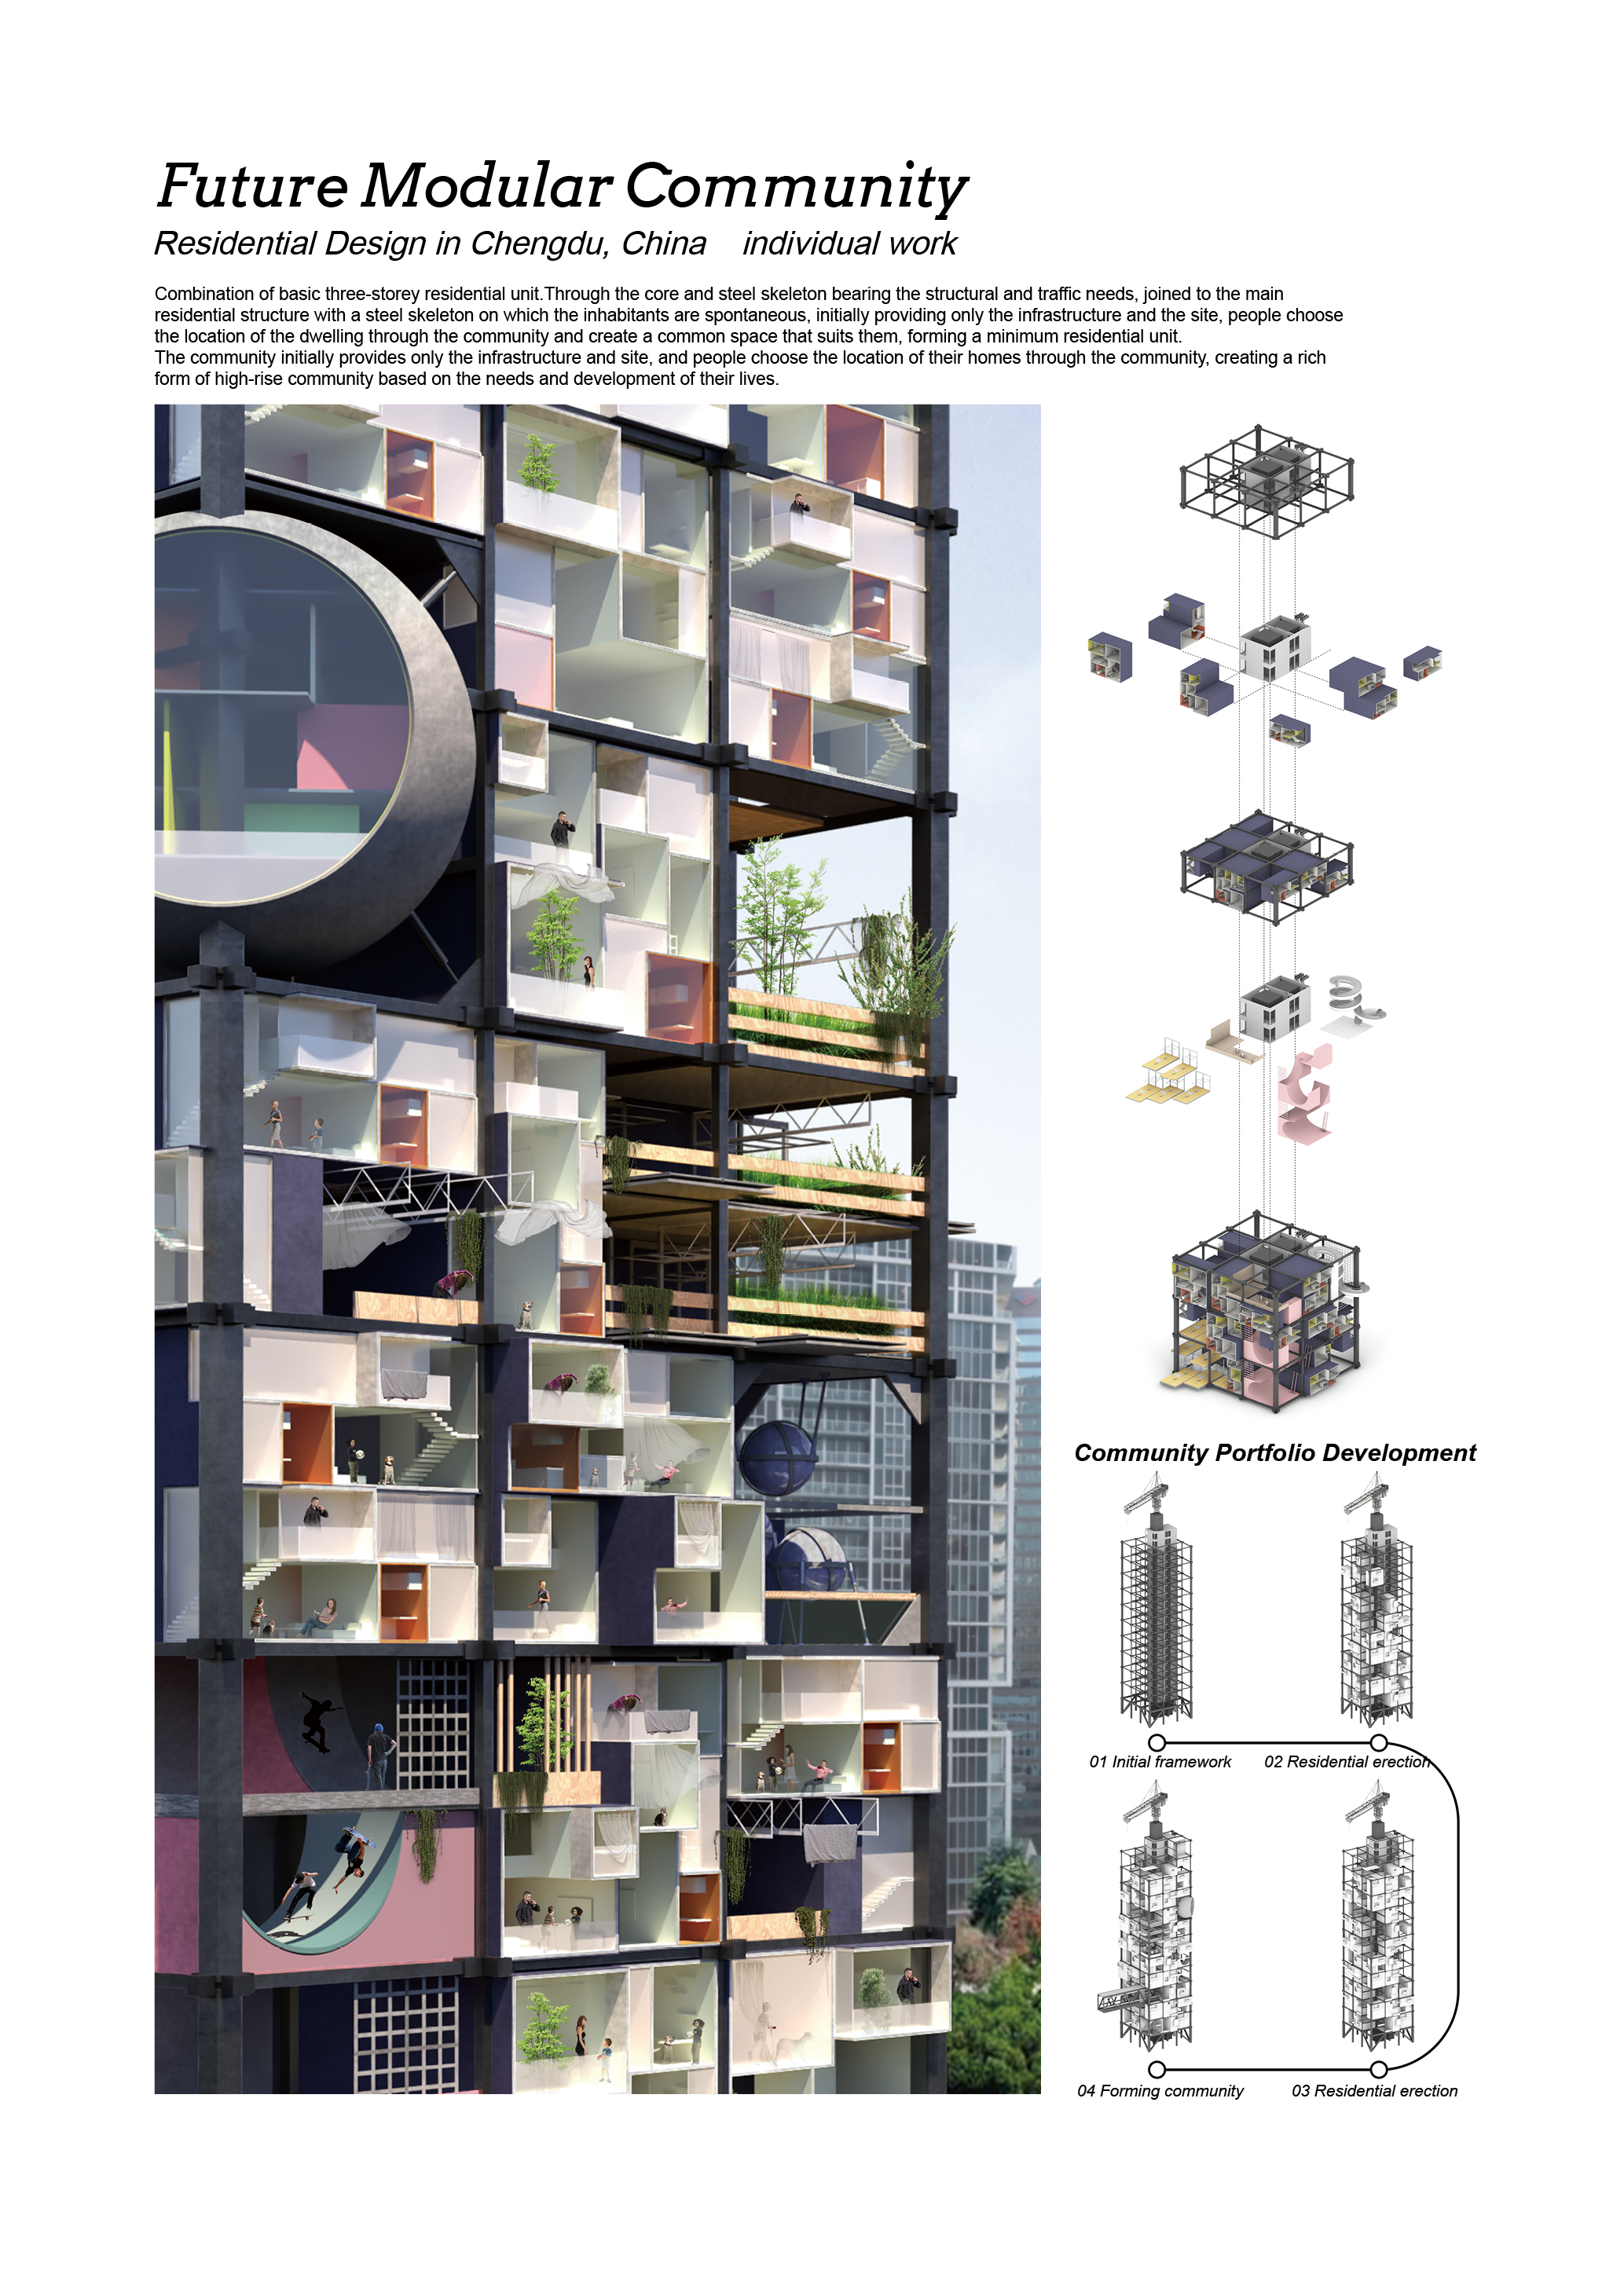 Future Modular Community
Residential Design in Chengdu, China    individual work
Combination of basic three-storey residential unit.Through the core and steel skeleton bearing the structural and traffic needs, joined to the main
residential structure with a steel skeleton on which the inhabitants are spontaneous, initially providing only the infrastructure and the site, people choose
the location of the dwelling through the community and create a common space that suits them, forming a minimum residential unit.
The community initially provides only the infrastructure and site, and people choose the location of their homes through the community, creating a rich
form of high-rise community based on the needs and development of their lives.
Community Portfolio Development
01 Initial framework
02 Residential erection
04 Forming community
03 Residential erection